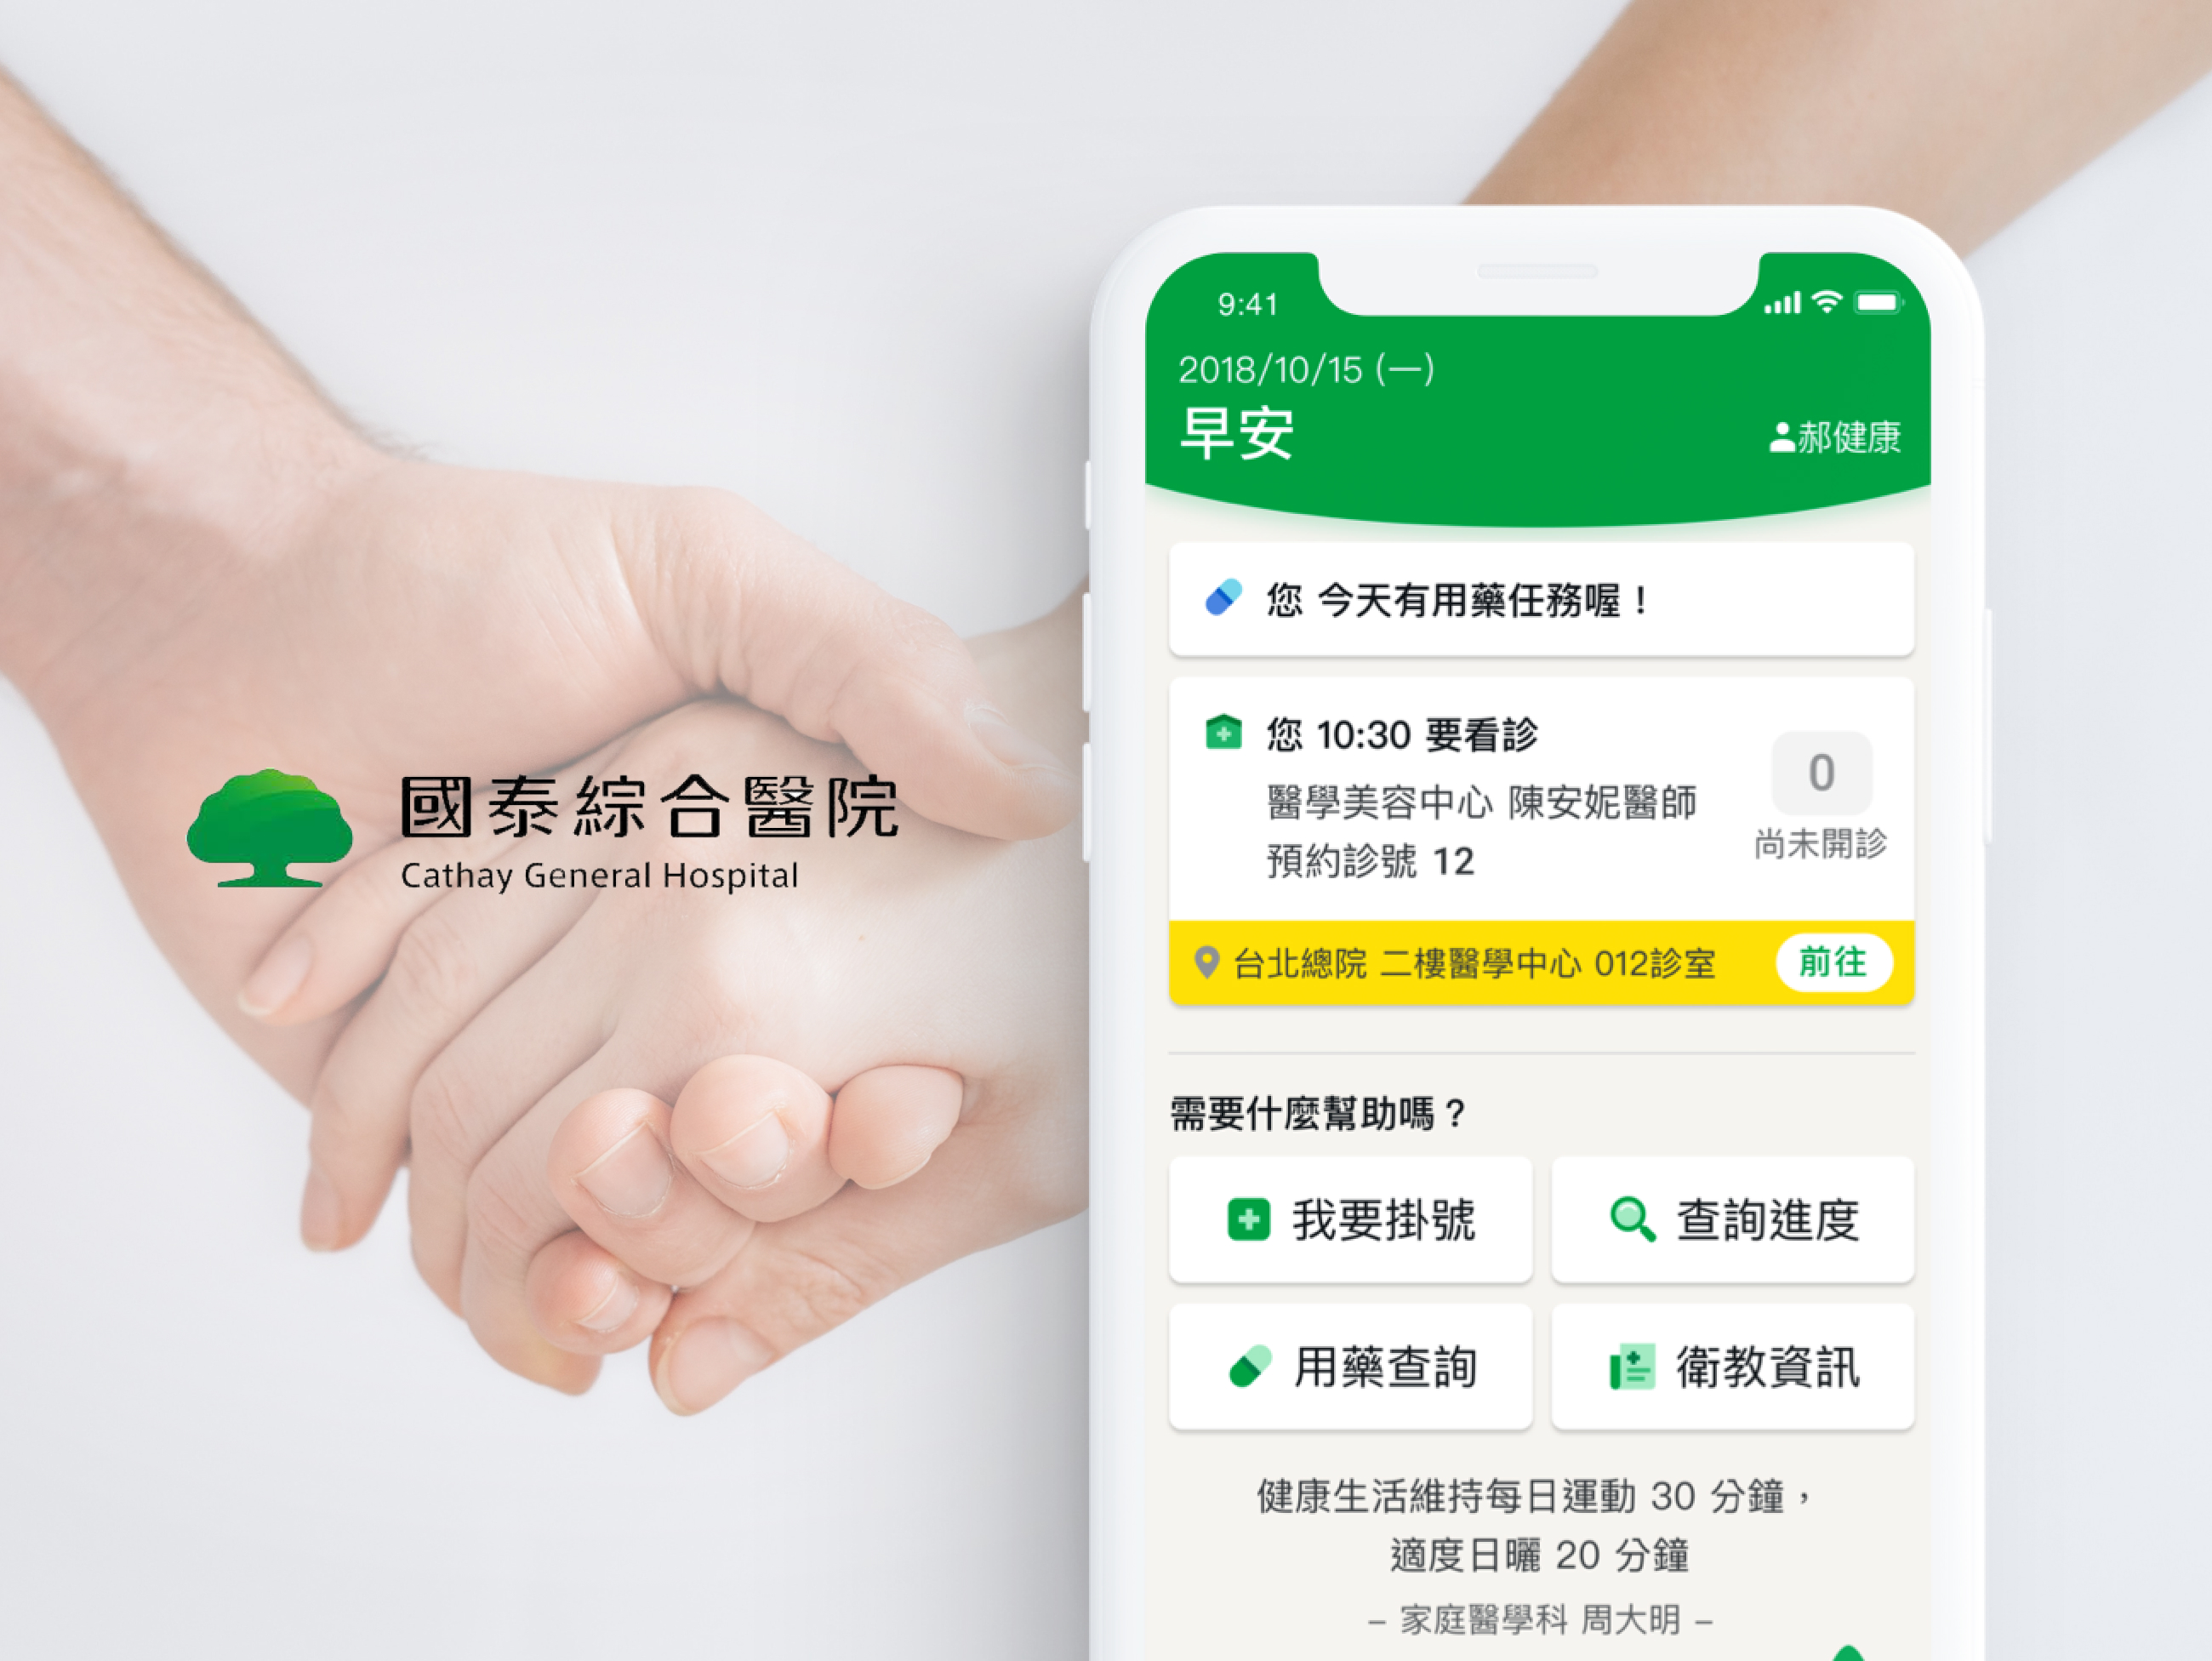 國泰綜合醫院
Cathay General Hospital
9:41
2018/10/15 (一)
早安
郝健康
您 今天有用藥任務喔！
您 10:30 要看診
醫學美容中心 陳安妮醫師
預約診號 12
0
尚未開診
台北總院 二樓醫學中心 012診室
前往
需要什麼幫助嗎？
我要掛號
查詢進度
用藥查詢
衛教資訊
健康生活維持每日運動 30 分鐘，
適度日曬 20 分鐘
– 家庭醫學科 周大明 –